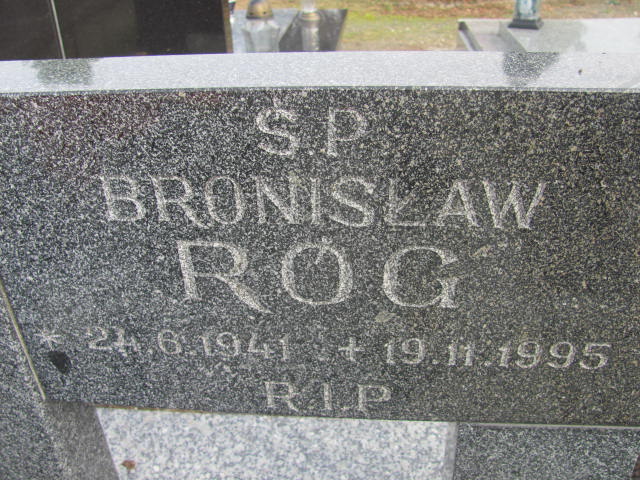 Ś.P.
BRONISŁAW
RÓG
* 24.6.1941 + 19.11.1995
R.I.P